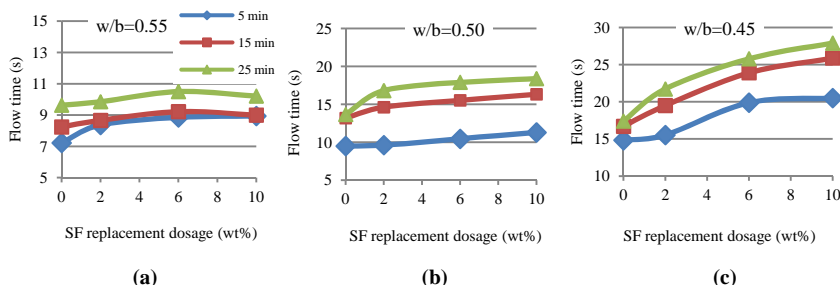 w/b=0.55
5 min
15 min
25 min
Flow time (s)
15
13
11
9
7
5
0 2 4 6 8 10
SF replacement dosage (wt%)
(a)
w/b=0.50
Flow time (s)
25
20
15
10
5
0 2 4 6 8 10
SF replacement dosage (wt%)
(b)
w/b=0.45
Flow time (s)
30
25
20
15
10
0 2 4 6 8 10
SF replacement dosage (wt%)
(c)